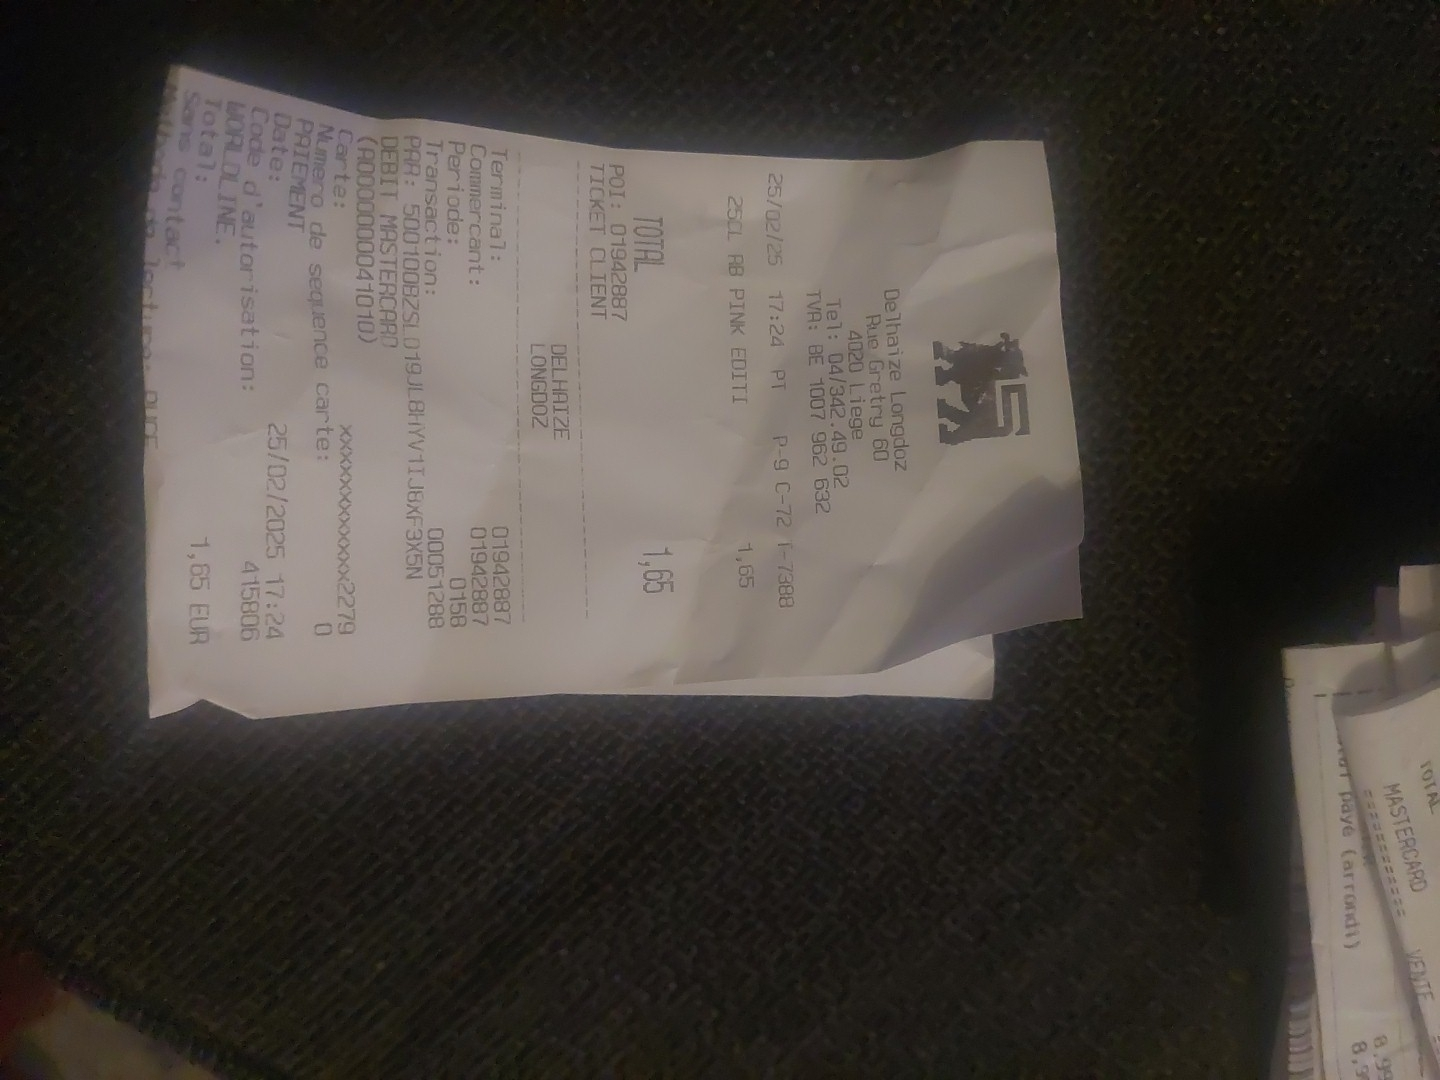 Delhaize Longdoz
Rue Gretry 60
4020 Liege
Tel: 04/342.49.02
TVA: BE 1007 962 632
25/02/25 17:24 PT P-9 C-72 T-7388
25CL RB PINK EDITI 1,65
TOTAL 1,65
POI: 01942887
TICKET CLIENT
DELHAIZE
LONGDOZ
Terminal: 01942887
Commercant: 01942887
Periode: 0158
Transaction: 00051288
PAR: 5001OBZSLO19JL8HYV1IJ6XF3X5N
DEBIT MASTERCARD
(A0000000041010)
Carte: xxxxxxxxxxxx2279
Numero de sequence carte: 0
PAIEMENT
Date: 25/02/2025 17:24
Code d'autorisation: 415806
WORLDLINE.
Total: 1,65 EUR
Sans contact
TOTAL
MASTERCARD VENTE
payé (arrondi)